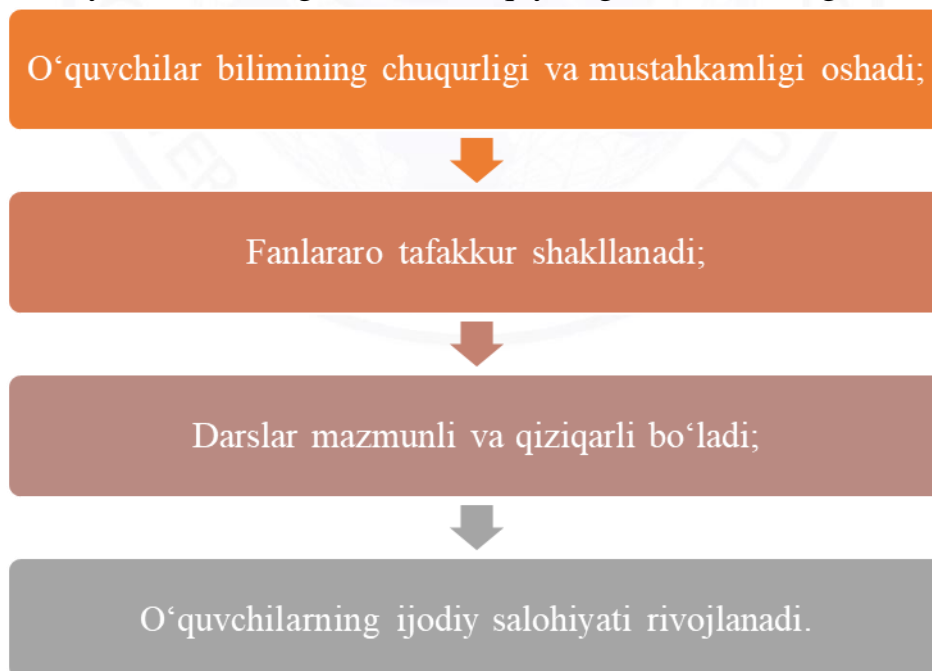 O‘quvchilar bilimining chuqurligi va mustahkamligi oshadi;
Fanlararo tafakkur shakllanadi;
Darslar mazmunli va qiziqarli bo‘ladi;
O‘quvchilarning ijodiy salohiyati rivojlanadi.